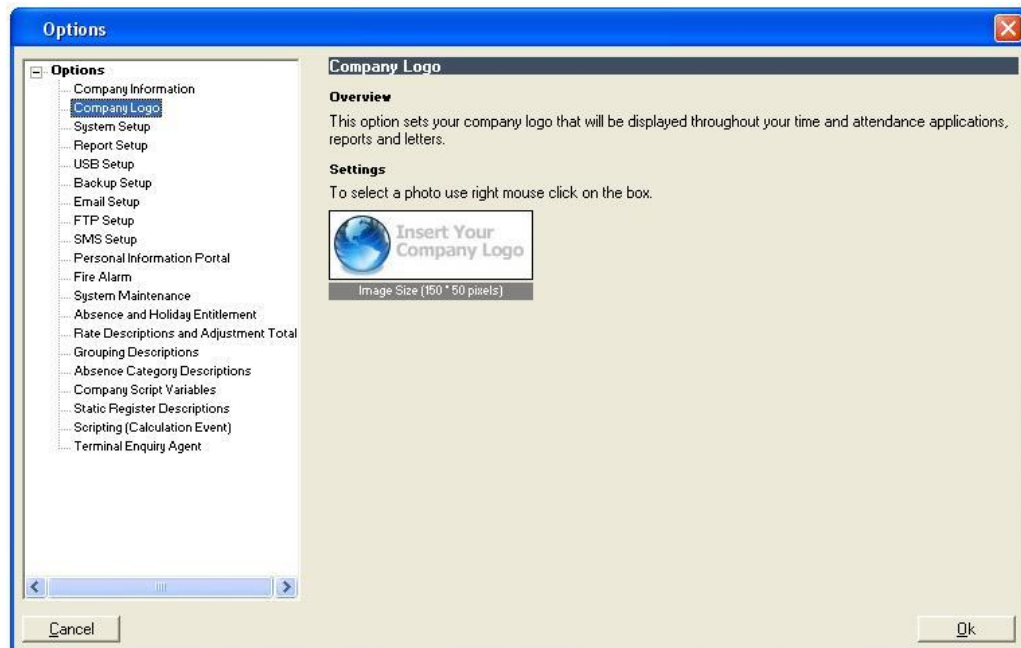 Options
Options
Company Information
Company Logo
System Setup
Report Setup
USB Setup
Backup Setup
Email Setup
FTP Setup
SMS Setup
Personal Information Portal
Fire Alarm
System Maintenance
Absence and Holiday Entitlement
Rate Descriptions and Adjustment Total
Grouping Descriptions
Absence Category Descriptions
Company Script Variables
Static Register Descriptions
Scripting (Calculation Event)
Terminal Enquiry Agent
Company Logo
Overview
This option sets your company logo that will be displayed throughout your time and attendance applications,
reports and letters.
Settings
To select a photo use right mouse click on the box.
Insert Your
Company Logo
Image Size (150 * 50 pixels)
Cancel
Ok